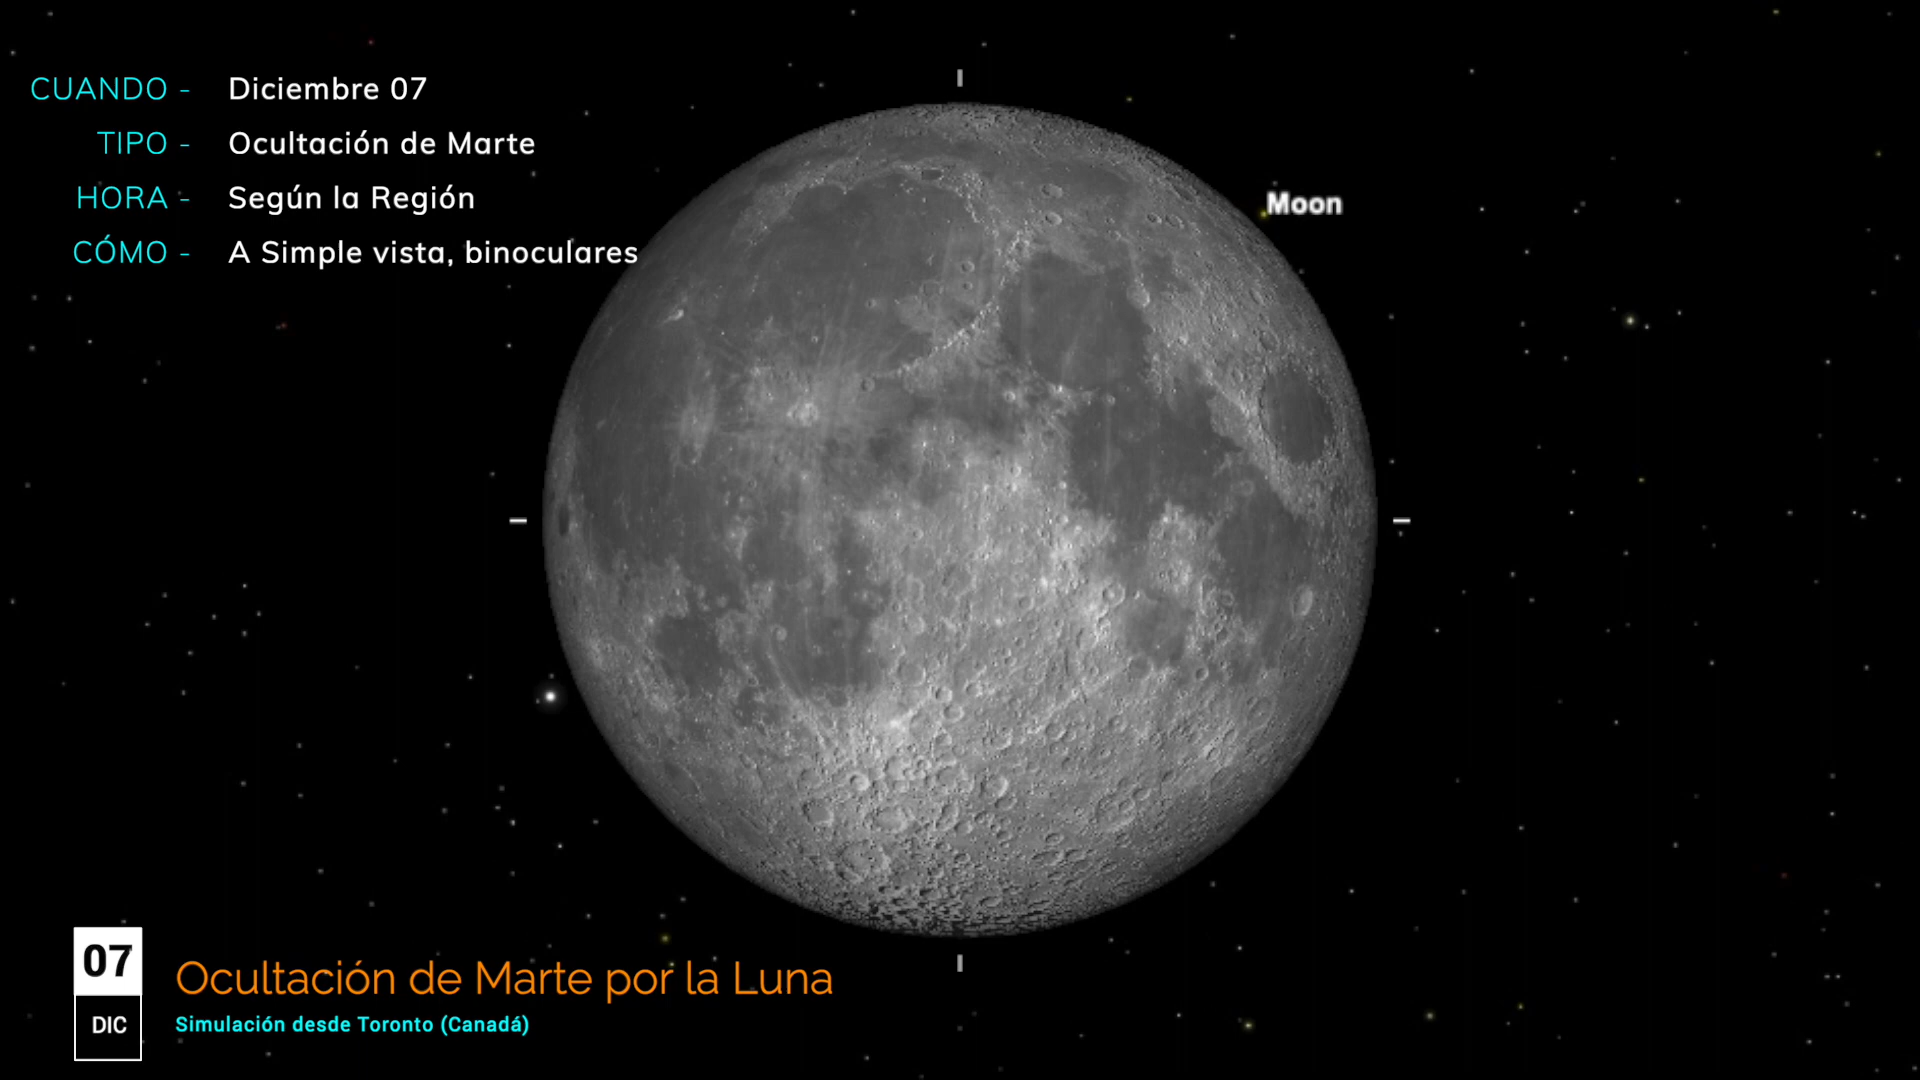 CUANDO - Diciembre 07
TIPO - Ocultación de Marte
HORA - Según la Región
CÓMO - A Simple vista, binoculares
Moon
07
DIC
Ocultación de Marte por la Luna
Simulación desde Toronto (Canadá)